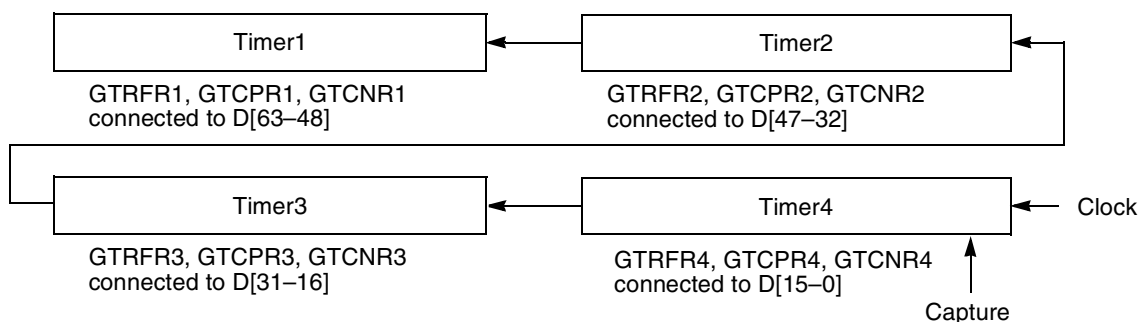 Timer1
Timer2
GTRFR1, GTCPR1, GTCNR1
connected to D[63–48]
GTRFR2, GTCPR2, GTCNR2
connected to D[47–32]
Timer3
Timer4
Clock
GTRFR3, GTCPR3, GTCNR3
connected to D[31–16]
GTRFR4, GTCPR4, GTCNR4
connected to D[15–0]
Capture